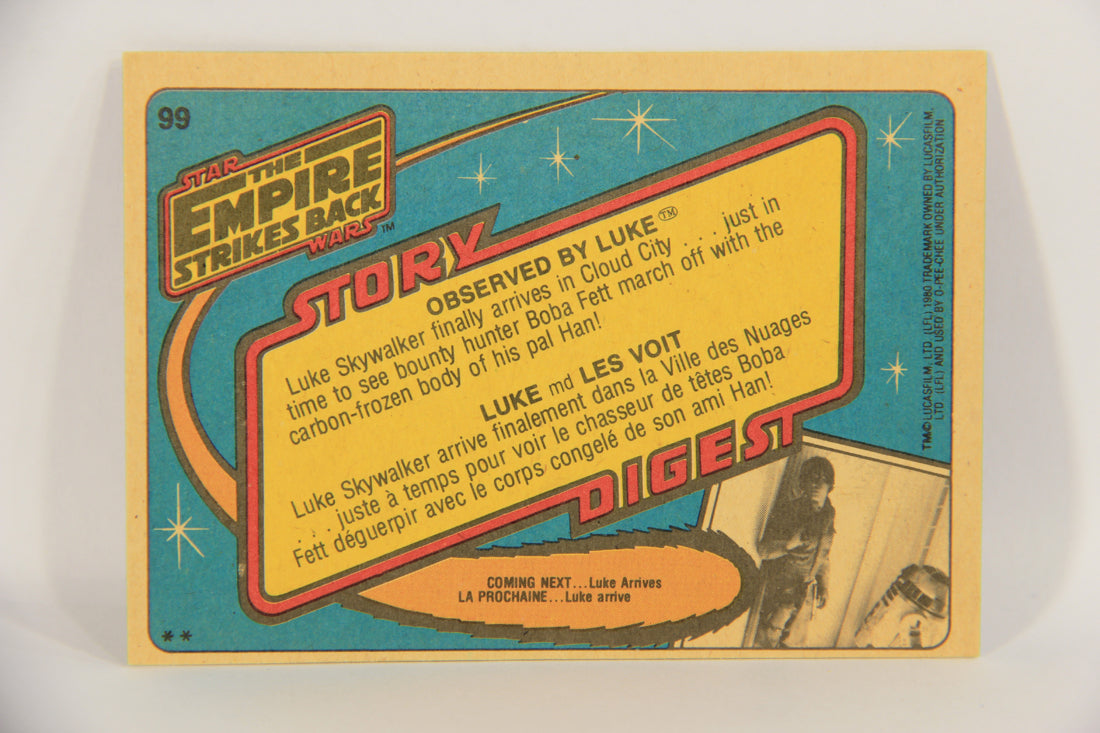 99
STAR
THE
EMPIRE
STRIKES BACK
WARS™
STORY
OBSERVED BY LUKE™
Luke Skywalker finally arrives in Cloud City . . . just in
time to see bounty hunter Boba Fett march off with the
carbon-frozen body of his pal Han!
LUKE md LES VOIT
Luke Skywalker arrive finalement dans la Ville des Nuages
. . . juste à temps pour voir le chasseur de têtes Boba
Fett déguerpir avec le corps congelé de son ami Han!
DIGEST
COMING NEXT...Luke Arrives
LA PROCHAINE...Luke arrive
**
TM©LUCASFILM, LTD. (LFL) 1980 TRADEMARK OWNED BY LUCASFILM,
LTD. (LFL) AND USED BY O-PEE-CHEE UNDER AUTHORIZATION